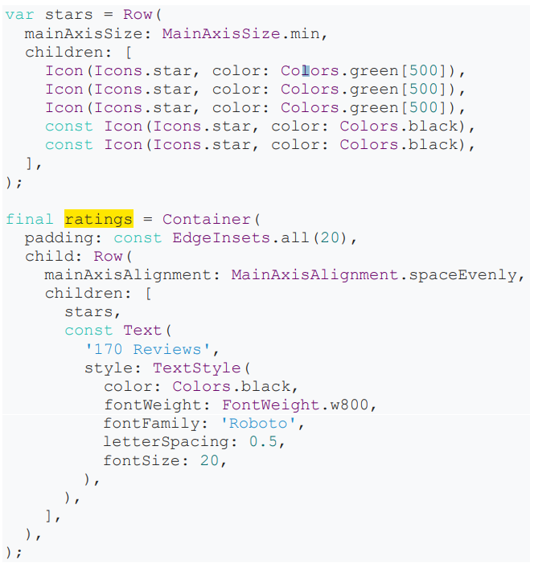 var stars = Row(
  mainAxisSize: MainAxisSize.min,
  children: [
    Icon(Icons.star, color: Colors.green[500]),
    Icon(Icons.star, color: Colors.green[500]),
    Icon(Icons.star, color: Colors.green[500]),
    const Icon(Icons.star, color: Colors.black),
    const Icon(Icons.star, color: Colors.black),
  ],
);

final ratings = Container(
  padding: const EdgeInsets.all(20),
  child: Row(
    mainAxisAlignment: MainAxisAlignment.spaceEvenly,
    children: [
      stars,
      const Text(
        '170 Reviews',
        style: TextStyle(
          color: Colors.black,
          fontWeight: FontWeight.w800,
          fontFamily: 'Roboto',
          letterSpacing: 0.5,
          fontSize: 20,
        ),
      ),
    ],
  ),
);